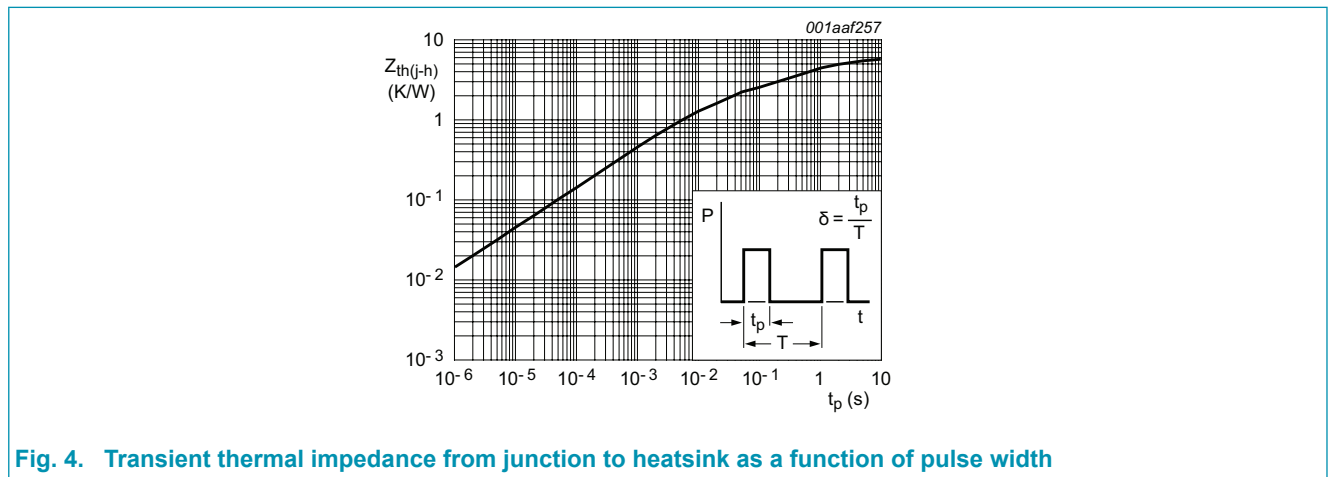 001aaf257
10
Zth(j-h)
(K/W)
1
10-1
10-2
10-3
P
δ = tp
T
tp
t
T
10-6 10-5 10-4 10-3 10-2 10-1 1 10
tp (s)
Fig. 4. Transient thermal impedance from junction to heatsink as a function of pulse width